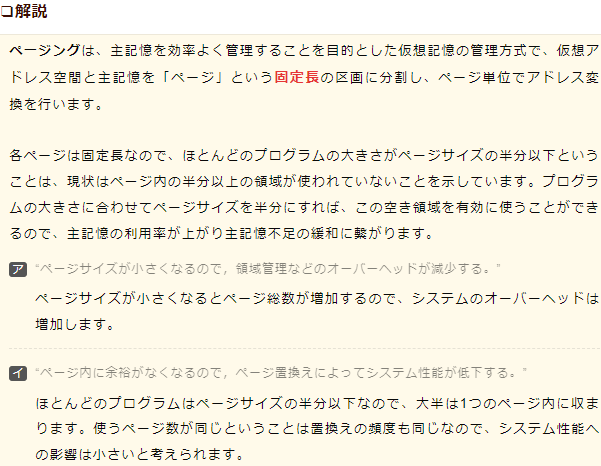 ❏解説
ページングは、主記憶を効率よく管理することを目的とした仮想記憶の管理方式で、仮想ア
ドレス空間と主記憶を「ページ」という固定長の区画に分割し、ページ単位でアドレス変
換を行います。
各ページは固定長なので、ほとんどのプログラムの大きさがページサイズの半分以下という
ことは、現状はページ内の半分以上の領域が使われていないことを示しています。プログラ
ムの大きさに合わせてページサイズを半分にすれば、この空き領域を有効に使うことができ
るので、主記憶の利用率が上がり主記憶不足の緩和に繋がります。
ア “ページサイズが小さくなるので，領域管理などのオーバーヘッドが減少する。”
ページサイズが小さくなるとページ総数が増加するので、システムのオーバーヘッドは
増加します。
イ “ページ内に余裕がなくなるので，ページ置換えによってシステム性能が低下する。”
ほとんどのプログラムはページサイズの半分以下なので、大半は1つのページ内に収ま
ります。使うページ数が同じということは置換えの頻度も同じなので、システム性能へ
の影響は小さいと考えられます。